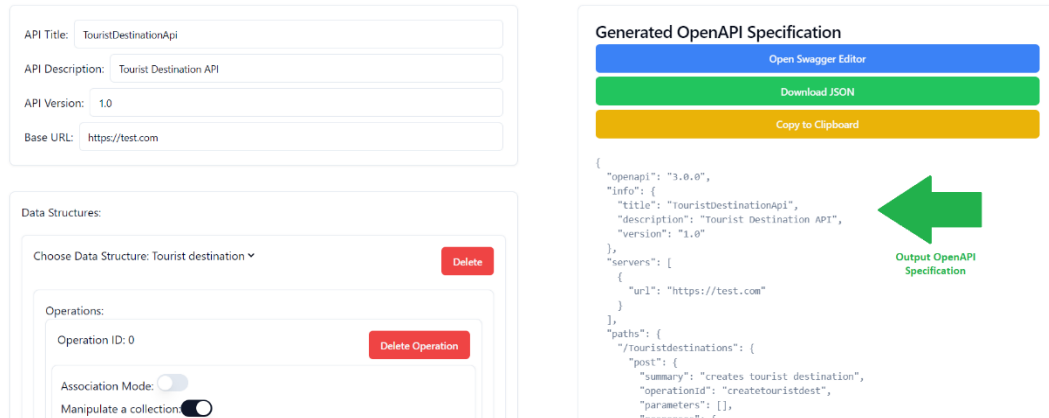 API Title: TouristDestinationApi
API Description: Tourist Destination API
API Version: 1.0
Base URL: https://test.com
Data Structures:
Choose Data Structure: Tourist destination
Delete
Operations:
Operation ID: 0
Delete Operation
Association Mode:
Manipulate a collection:
Generated OpenAPI Specification
Open Swagger Editor
Download JSON
Copy to Clipboard
{
"openapi": "3.0.0",
"info": {
"title": "TouristDestinationApi",
"description": "Tourist Destination API",
"version": "1.0"
},
"servers": [
{
"url": "https://test.com"
}
],
"paths": {
"/Touristdestinations": {
"post": {
"summary": "creates tourist destination",
"operationId": "createtouristdest",
"parameters": [],
Output OpenAPI
Specification